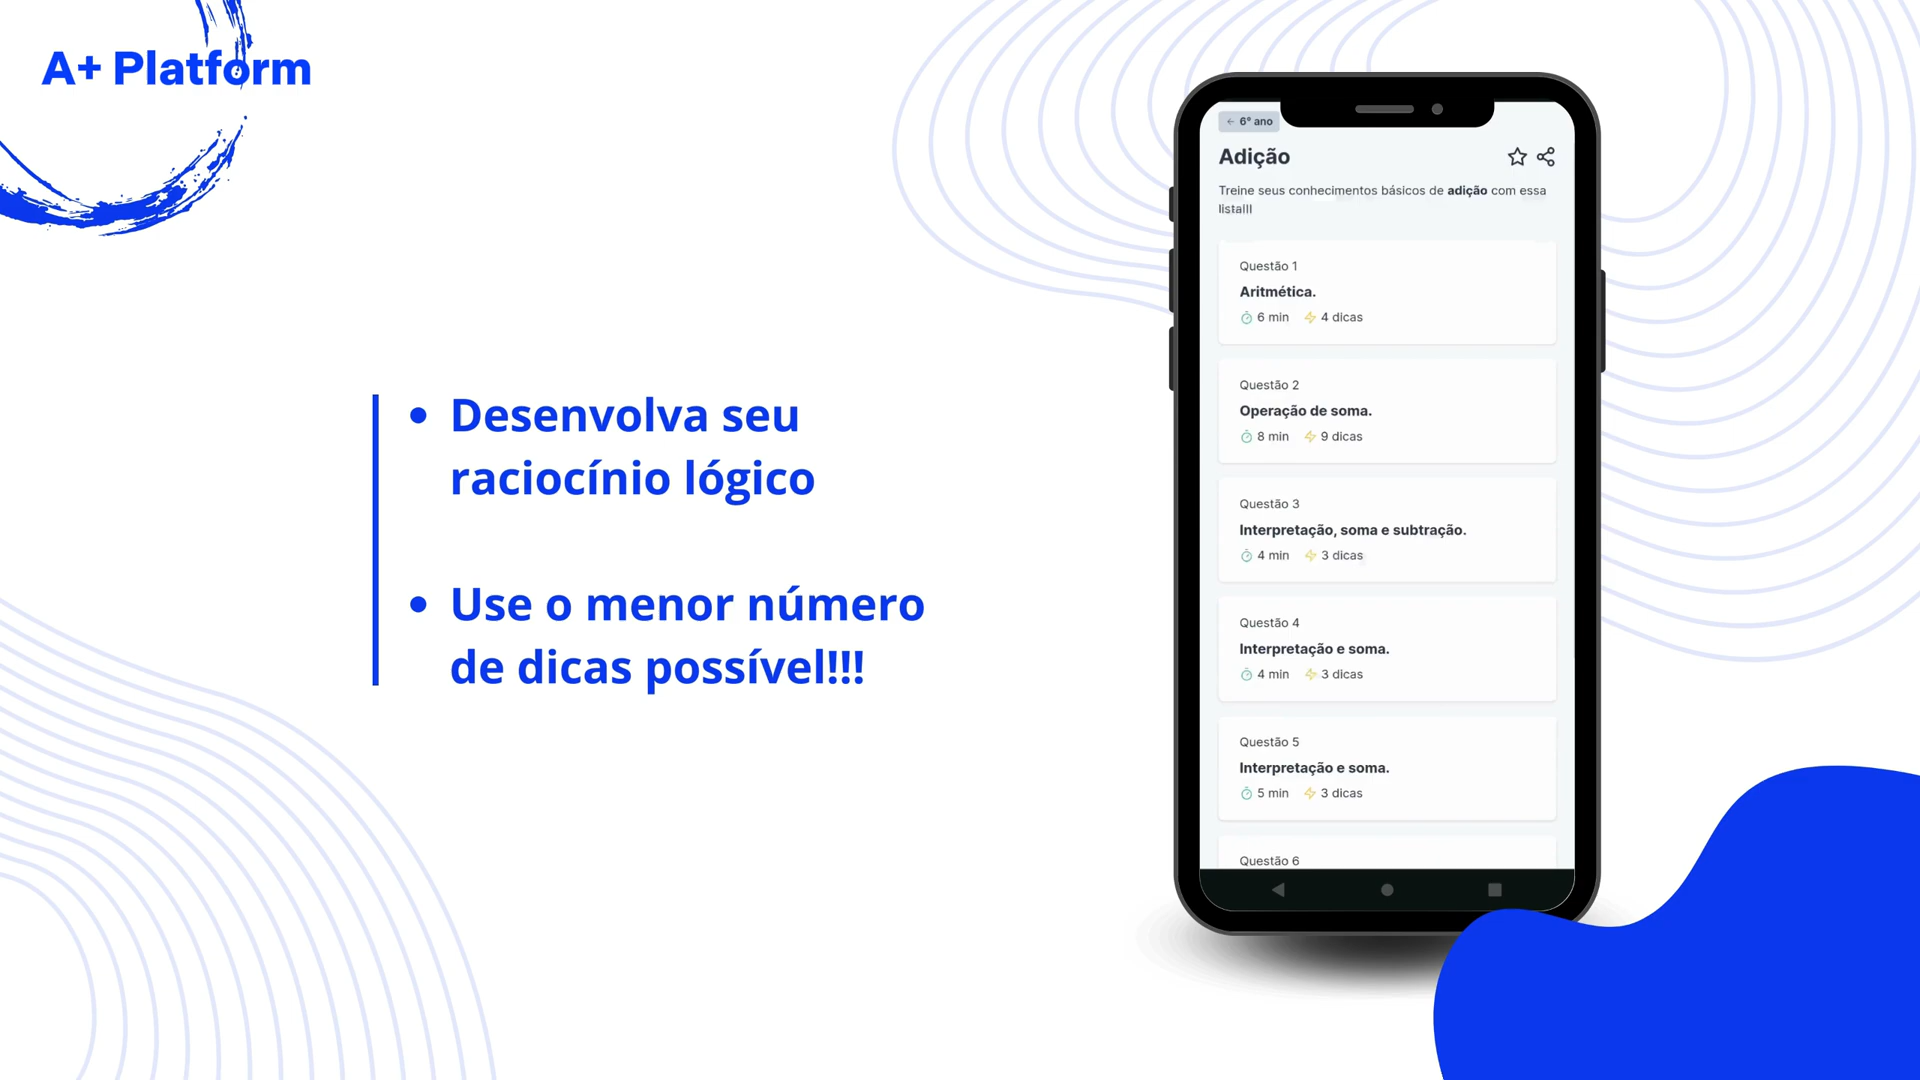 A+ Platform
• Desenvolva seu
raciocínio lógico
• Use o menor número
de dicas possível!!!
← 6º ano
Adição
Treine seus conhecimentos básicos de adição com essa
lista!!!
Questão 1
Aritmética.
6 min 4 dicas
Questão 2
Operação de soma.
8 min 9 dicas
Questão 3
Interpretação, soma e subtração.
4 min 3 dicas
Questão 4
Interpretação e soma.
4 min 3 dicas
Questão 5
Interpretação e soma.
5 min 3 dicas
Questão 6